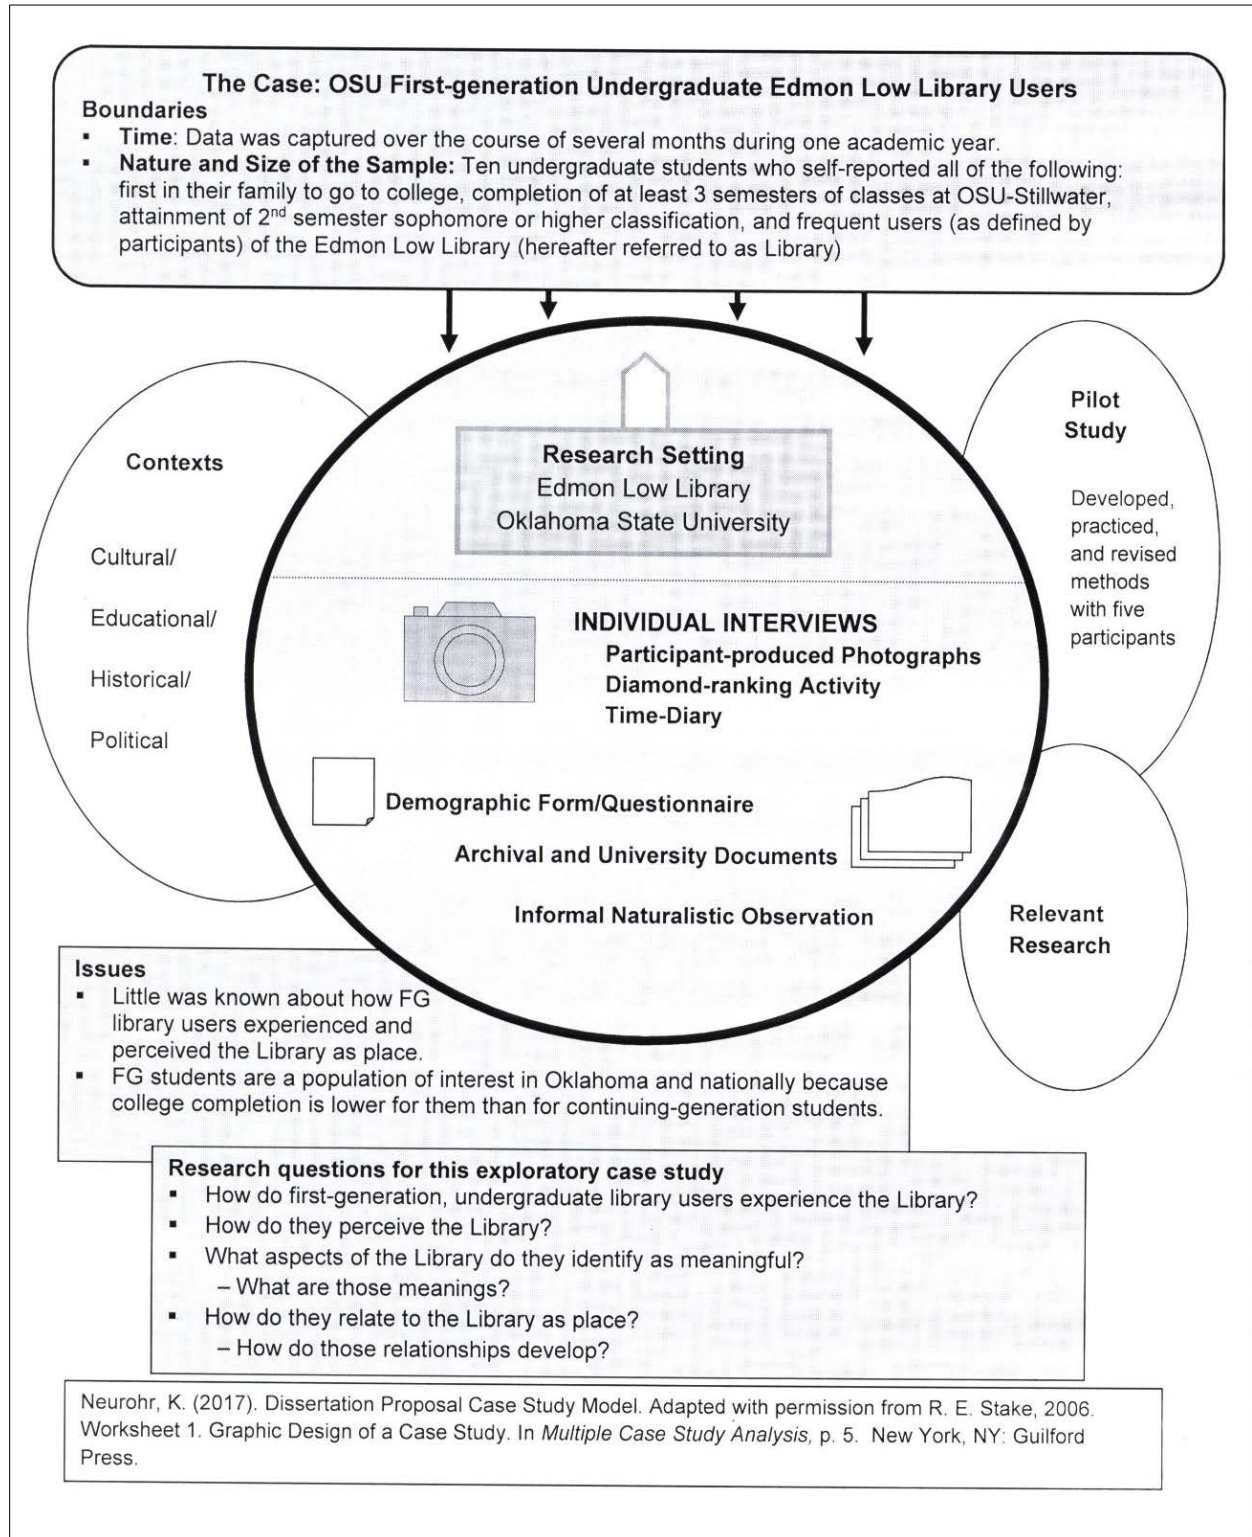 The Case: OSU First-generation Undergraduate Edmon Low Library Users
Boundaries
▪ Time: Data was captured over the course of several months during one academic year.
▪ Nature and Size of the Sample: Ten undergraduate students who self-reported all of the following:
first in their family to go to college, completion of at least 3 semesters of classes at OSU-Stillwater,
attainment of 2nd semester sophomore or higher classification, and frequent users (as defined by
participants) of the Edmon Low Library (hereafter referred to as Library)
Contexts
Cultural/
Educational/
Historical/
Political
Research Setting
Edmon Low Library
Oklahoma State University
INDIVIDUAL INTERVIEWS
Participant-produced Photographs
Diamond-ranking Activity
Time-Diary
Demographic Form/Questionnaire
Archival and University Documents
Informal Naturalistic Observation
Pilot
Study
Developed,
practiced,
and revised
methods
with five
participants
Relevant
Research
Issues
▪ Little was known about how FG
library users experienced and
perceived the Library as place.
▪ FG students are a population of interest in Oklahoma and nationally because
college completion is lower for them than for continuing-generation students.
Research questions for this exploratory case study
▪ How do first-generation, undergraduate library users experience the Library?
▪ How do they perceive the Library?
▪ What aspects of the Library do they identify as meaningful?
– What are those meanings?
▪ How do they relate to the Library as place?
– How do those relationships develop?
Neurohr, K. (2017). Dissertation Proposal Case Study Model. Adapted with permission from R. E. Stake, 2006.
Worksheet 1. Graphic Design of a Case Study. In Multiple Case Study Analysis, p. 5. New York, NY: Guilford
Press.